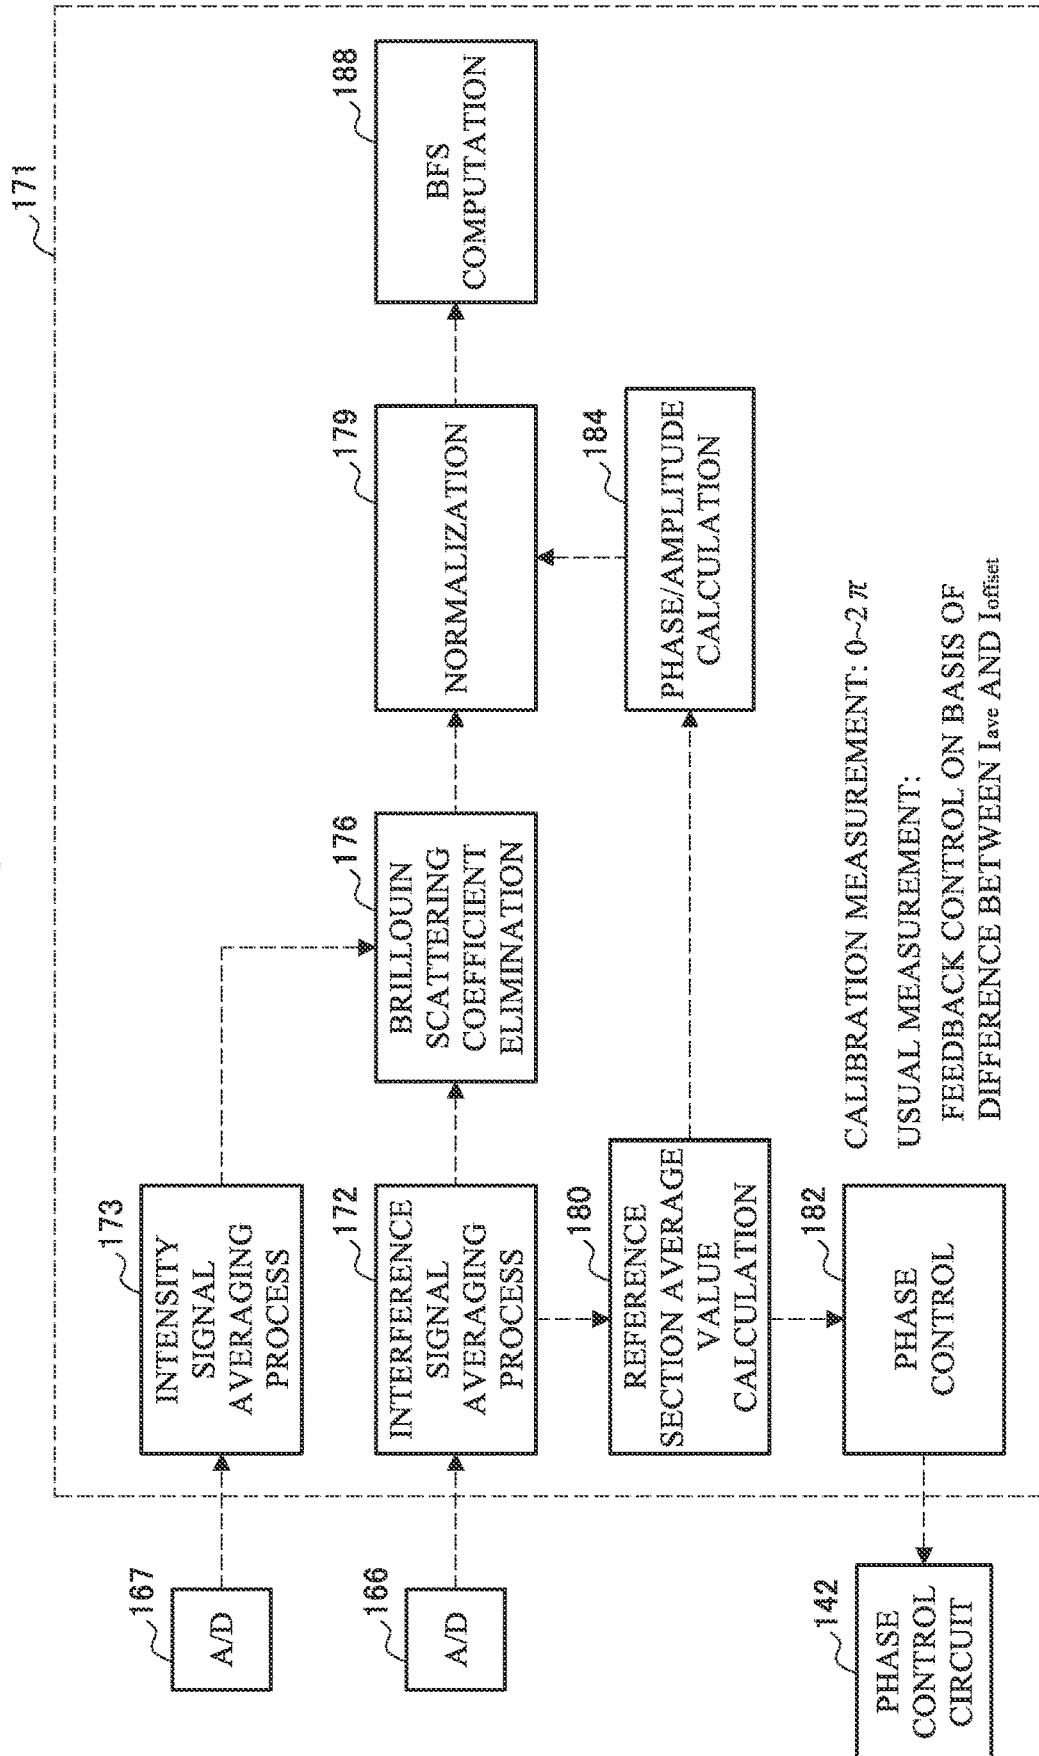 171
167
A/D
173
INTENSITY
SIGNAL
AVERAGING
PROCESS
166
A/D
172
INTERFERENCE
SIGNAL
AVERAGING
PROCESS
176
BRILLOUIN
SCATTERING
COEFFICIENT
ELIMINATION
179
NORMALIZATION
188
BFS
COMPUTATION
180
REFERENCE
SECTION AVERAGE
VALUE
CALCULATION
184
PHASE/AMPLITUDE
CALCULATION
142
PHASE
CONTROL
CIRCUIT
182
PHASE
CONTROL
CALIBRATION MEASUREMENT: 0~2π
USUAL MEASUREMENT:
FEEDBACK CONTROL ON BASIS OF
DIFFERENCE BETWEEN Iave AND Ioffset